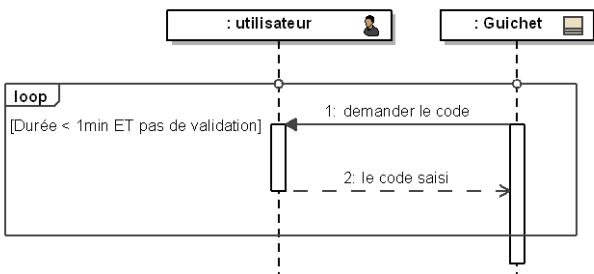 : utilisateur
: Guichet
loop
[Durée < 1min ET pas de validation]
1: demander le code
2: le code saisi